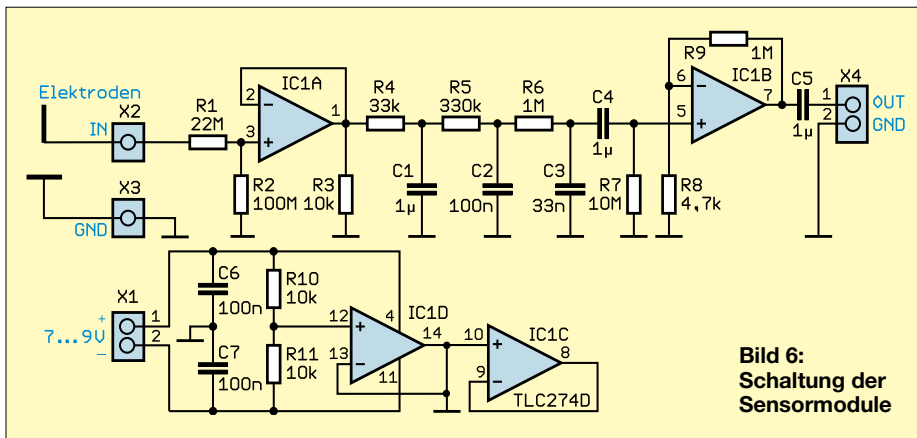 Elektroden
X2
IN
R1
22M
3
+
2
−
IC1A
1
R2
100M
R3
10k
R4
33k
R5
330k
R6
1M
C4
1µ
C1
1µ
C2
100n
C3
33n
R7
10M
R9
1M
6
−
5
+
IC1B
7
R8
4,7k
C5
1µ
X4
1
2
OUT
GND
X3
GND
X1
+
7...9V
−
1
2
C6
100n
C7
100n
R10
10k
R11
10k
12
+
13
−
4
11
IC1D
14
10
+
9
−
IC1C
8
TLC274D
Bild 6:
Schaltung der
Sensormodule